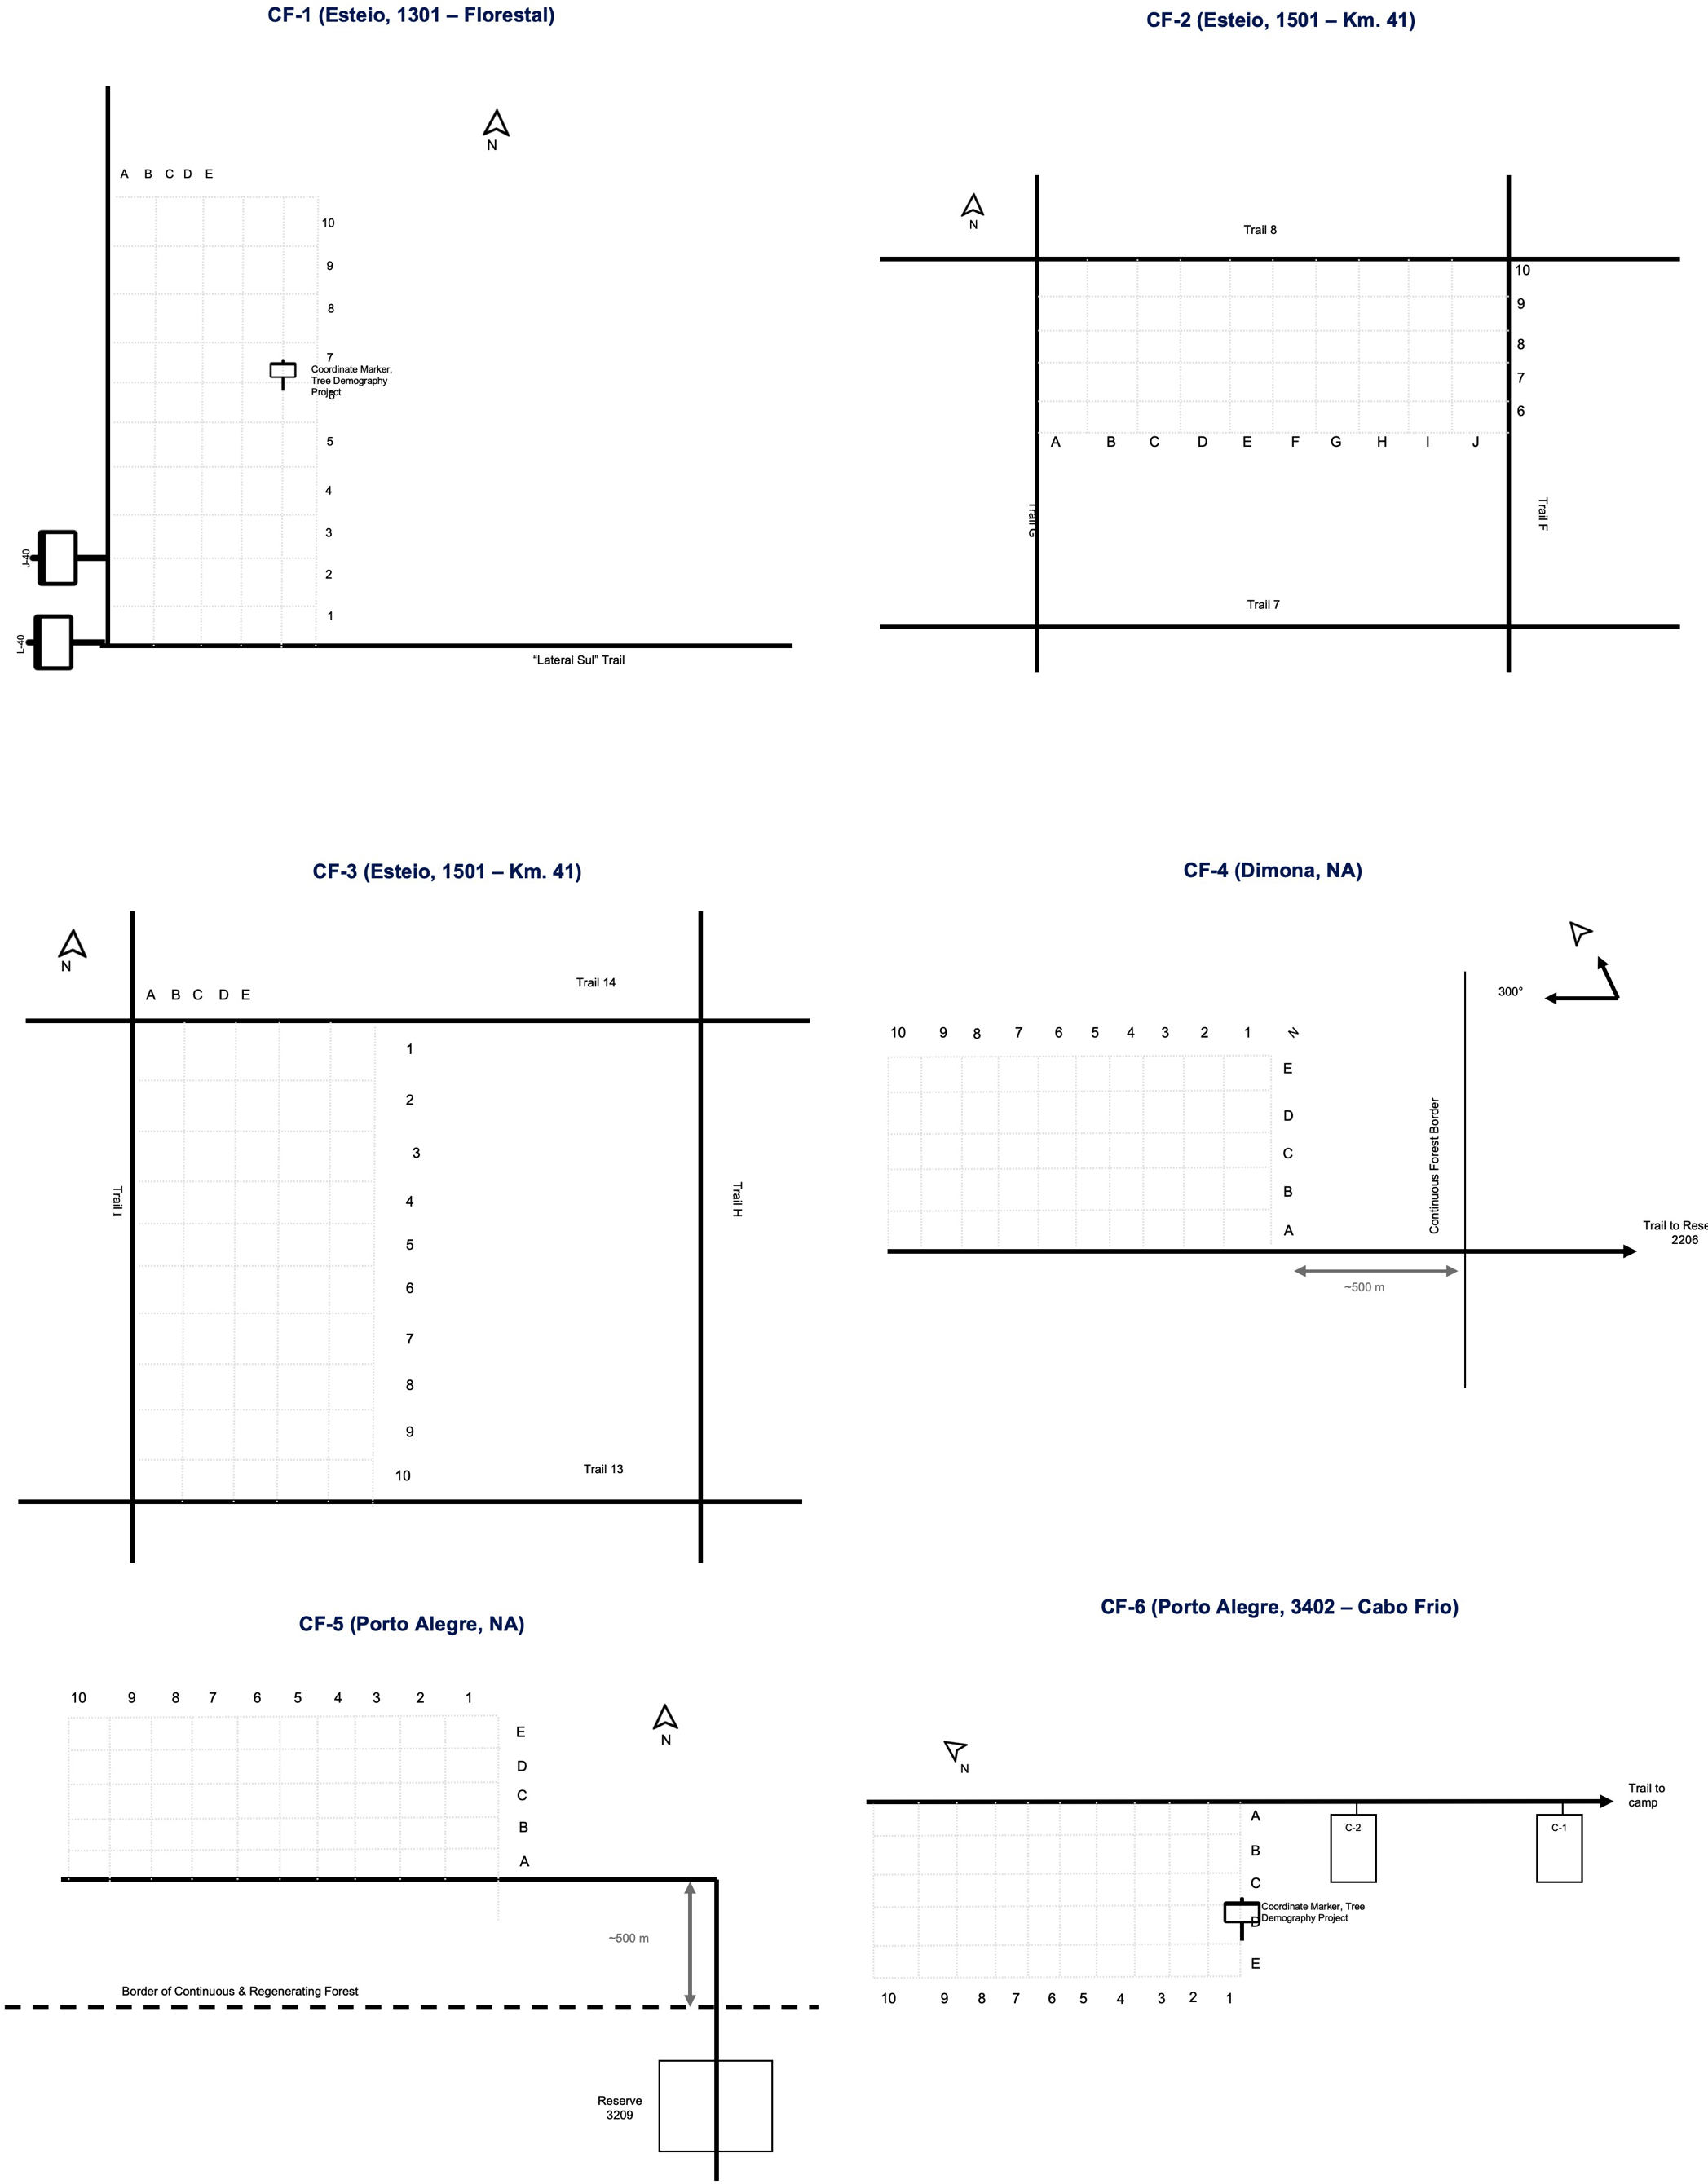 CF-1 (Esteio, 1301 – Florestal)
N
A B C D E
10
9
8
7
Coordinate Marker,
Tree Demography
Project
6
5
4
3
2
1
J-40
L-40
“Lateral Sul” Trail
CF-2 (Esteio, 1501 – Km. 41)
N
Trail 8
10
9
8
7
6
A B C D E F G H I J
Trail G
Trail F
Trail 7
CF-3 (Esteio, 1501 – Km. 41)
N
Trail 14
A B C D E
1
2
3
4
Trail I
Trail H
5
6
7
8
9
10
Trail 13
CF-4 (Dimona, NA)
300°
10 9 8 7 6 5 4 3 2 1
N
E
D
C
B
A
Continuous Forest Border
Trail to Rese
2206
~500 m
CF-5 (Porto Alegre, NA)
10 9 8 7 6 5 4 3 2 1
N
E
D
C
B
A
~500 m
Border of Continuous & Regenerating Forest
Reserve
3209
CF-6 (Porto Alegre, 3402 – Cabo Frio)
N
Trail to
camp
A
B
C
D
E
C-2
C-1
Coordinate Marker, Tree
Demography Project
10 9 8 7 6 5 4 3 2 1